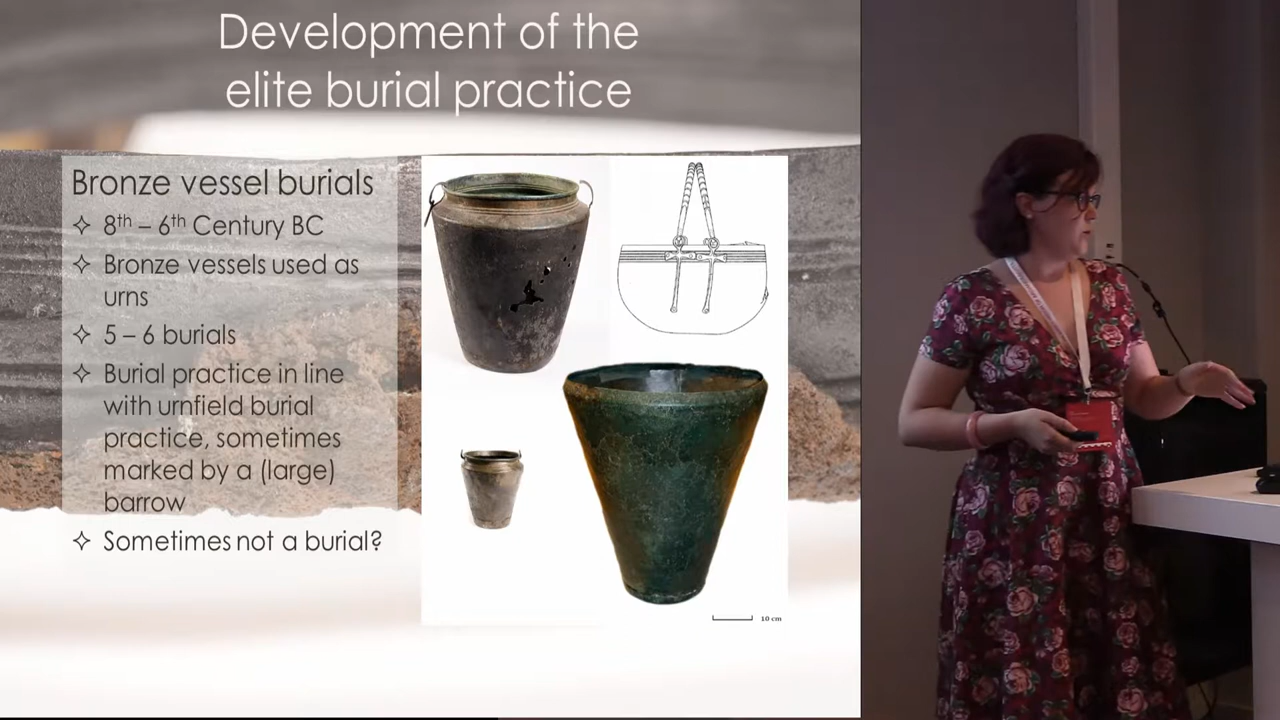 Development of the
elite burial practice
Bronze vessel burials
✧ 8th – 6th Century BC
✧ Bronze vessels used as
urns
✧ 5 – 6 burials
✧ Burial practice in line
with urnfield burial
practice, sometimes
marked by a (large)
barrow
✧ Sometimes not a burial?
10 cm